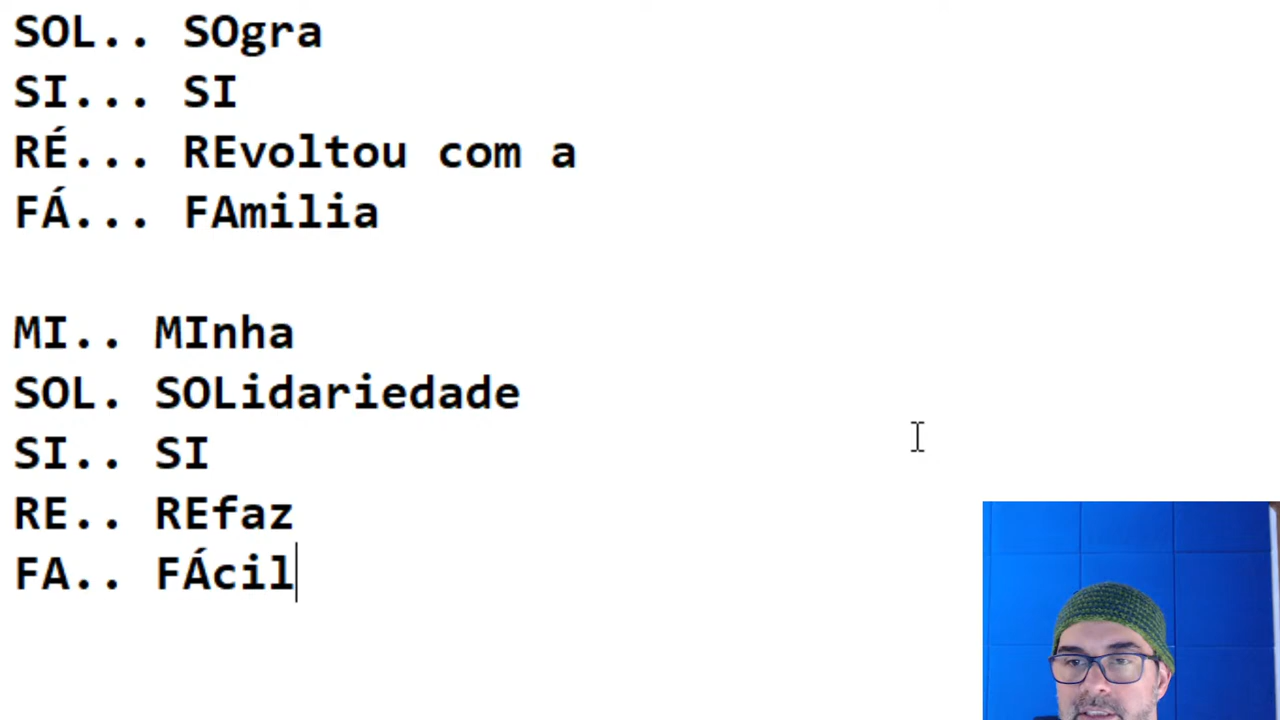 SOL.. SOgra
SI... SI
RÉ... REvoltou com a
FÁ... FAmilia
MI.. MInha
SOL. SOLidariedade
SI.. SI
RE.. REfaz
FA.. FÁcil